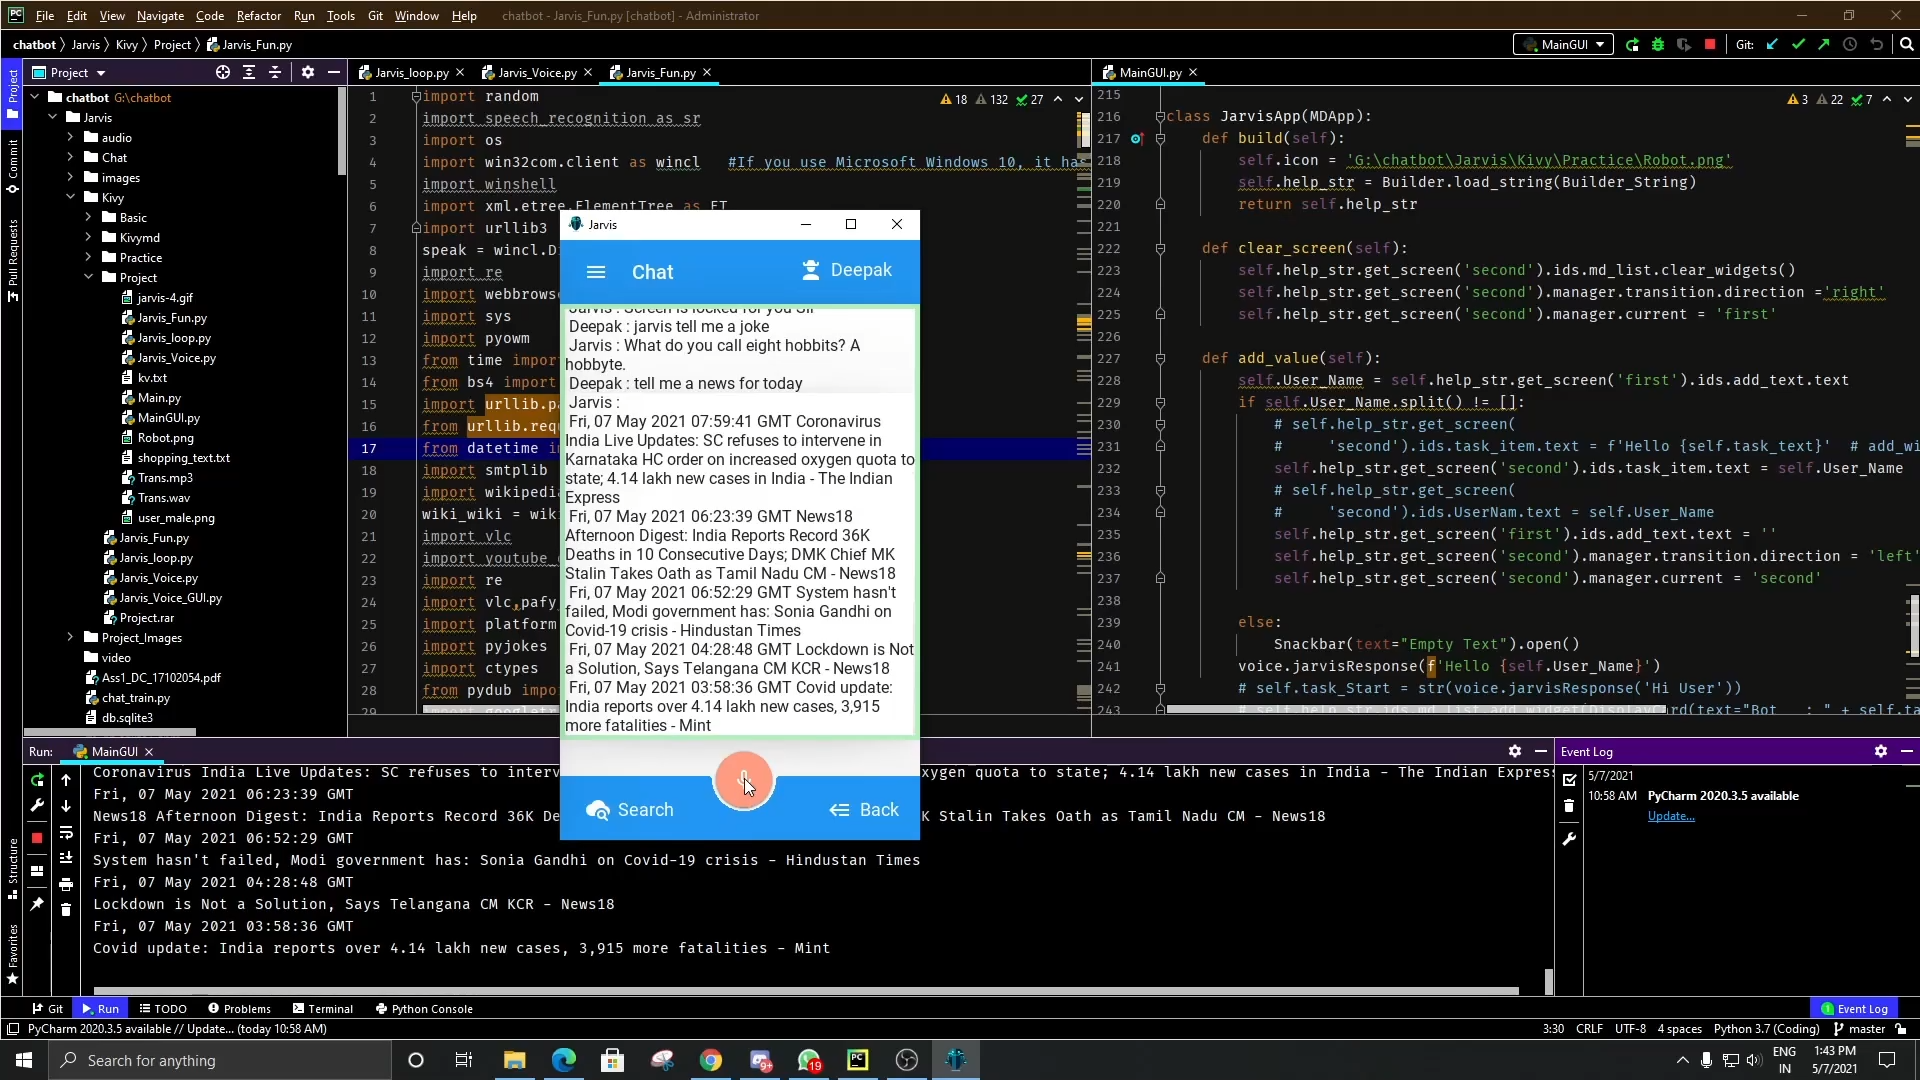 File Edit View Navigate Code Refactor Run Tools Git Window Help chatbot - Jarvis_Fun.py [chatbot] - Administrator
chatbot Jarvis Kivy Project Jarvis_Fun.py
MainGUI Git:
Project
Commit
Pull Requests
Project
chatbot G:\chatbot
Jarvis
audio
Chat
images
Kivy
Basic
Kivymd
Practice
Project
jarvis-4.gif
Jarvis_Fun.py
Jarvis_loop.py
Jarvis_Voice.py
kv.txt
Main.py
MainGUI.py
Robot.png
shopping_text.txt
Trans.mp3
Trans.wav
user_male.png
Jarvis_Fun.py
Jarvis_loop.py
Jarvis_Voice.py
Jarvis_Voice_GUI.py
Project.rar
Project_Images
video
Ass1_DC_17102054.pdf
chat_train.py
db.sqlite3
Jarvis_loop.py Jarvis_Voice.py Jarvis_Fun.py
18 132 27
1 import random
2 import speech_recognition as sr
3 import os
4 import win32com.client as wincl #If you use Microsoft Windows 10, it has
5 import winshell
6 import xml.etree.ElementTree as ET
7 import urllib3
8 speak = wincl.Di
9 import re
10 import webbrows
11 import sys
12 import pyowm
13 from time impor
14 from bs4 import
15 import urllib.pa
16 from urllib.req
17 from datetime i
18 import smtplib
19 import wikipedi
20 wiki_wiki = wik
21 import vlc
22 import youtube_
23 import re
24 import vlc,pafy
25 import platform
26 import pyjokes
27 import ctypes
28 from pydub impo
29
MainGUI.py
3 22 7
215
216 class JarvisApp(MDApp):
217 def build(self):
218 self.icon = 'G:\chatbot\Jarvis\Kivy\Practice\Robot.png'
219 self.help_str = Builder.load_string(Builder_String)
220 return self.help_str
221
222 def clear_screen(self):
223 self.help_str.get_screen('second').ids.md_list.clear_widgets()
224 self.help_str.get_screen('second').manager.transition.direction ='right'
225 self.help_str.get_screen('second').manager.current = 'first'
226
227 def add_value(self):
228 self.User_Name = self.help_str.get_screen('first').ids.add_text.text
229 if self.User_Name.split() != []:
230 # self.help_str.get_screen(
231 # 'second').ids.task_item.text = f'Hello {self.task_text}' # add_wi
232 self.help_str.get_screen('second').ids.task_item.text = self.User_Name
233 # self.help_str.get_screen(
234 # 'second').ids.UserNam.text = self.User_Name
235 self.help_str.get_screen('first').ids.add_text.text = ''
236 self.help_str.get_screen('second').manager.transition.direction = 'left'
237 self.help_str.get_screen('second').manager.current = 'second'
238
239 else:
240 Snackbar(text="Empty Text").open()
241 voice.jarvisResponse(f'Hello {self.User_Name}')
242 # self.task_Start = str(voice.jarvisResponse('Hi User'))
243
Jarvis
Chat Deepak
Jarvis : Screen is locked for you Sir
Deepak : jarvis tell me a joke
Jarvis : What do you call eight hobbits? A
hobbyte.
Deepak : tell me a news for today
Jarvis :
Fri, 07 May 2021 07:59:41 GMT Coronavirus
India Live Updates: SC refuses to intervene in
Karnataka HC order on increased oxygen quota to
state; 4.14 lakh new cases in India - The Indian
Express
Fri, 07 May 2021 06:23:39 GMT News18
Afternoon Digest: India Reports Record 36K
Deaths in 10 Consecutive Days; DMK Chief MK
Stalin Takes Oath as Tamil Nadu CM - News18
Fri, 07 May 2021 06:52:29 GMT System hasn't
failed, Modi government has: Sonia Gandhi on
Covid-19 crisis - Hindustan Times
Fri, 07 May 2021 04:28:48 GMT Lockdown is Not
a Solution, Says Telangana CM KCR - News18
Fri, 07 May 2021 03:58:36 GMT Covid update:
India reports over 4.14 lakh new cases, 3,915
more fatalities - Mint
Search Back
Run: MainGUI
Coronavirus India Live Updates: SC refuses to interv xygen quota to state; 4.14 lakh new cases in India - The Indian Express
Fri, 07 May 2021 06:23:39 GMT
News18 Afternoon Digest: India Reports Record 36K De K Stalin Takes Oath as Tamil Nadu CM - News18
Fri, 07 May 2021 06:52:29 GMT
System hasn't failed, Modi government has: Sonia Gandhi on Covid-19 crisis - Hindustan Times
Fri, 07 May 2021 04:28:48 GMT
Lockdown is Not a Solution, Says Telangana CM KCR - News18
Fri, 07 May 2021 03:58:36 GMT
Covid update: India reports over 4.14 lakh new cases, 3,915 more fatalities - Mint
Structure
Favorites
Event Log
5/7/2021
10:58 AM PyCharm 2020.3.5 available
Update...
Git Run TODO Problems Terminal Python Console 1 Event Log
PyCharm 2020.3.5 available // Update... (today 10:58 AM) 3:30 CRLF UTF-8 4 spaces Python 3.7 (Coding) master
Search for anything
9+
19
ENG
IN
1:43 PM
5/7/2021